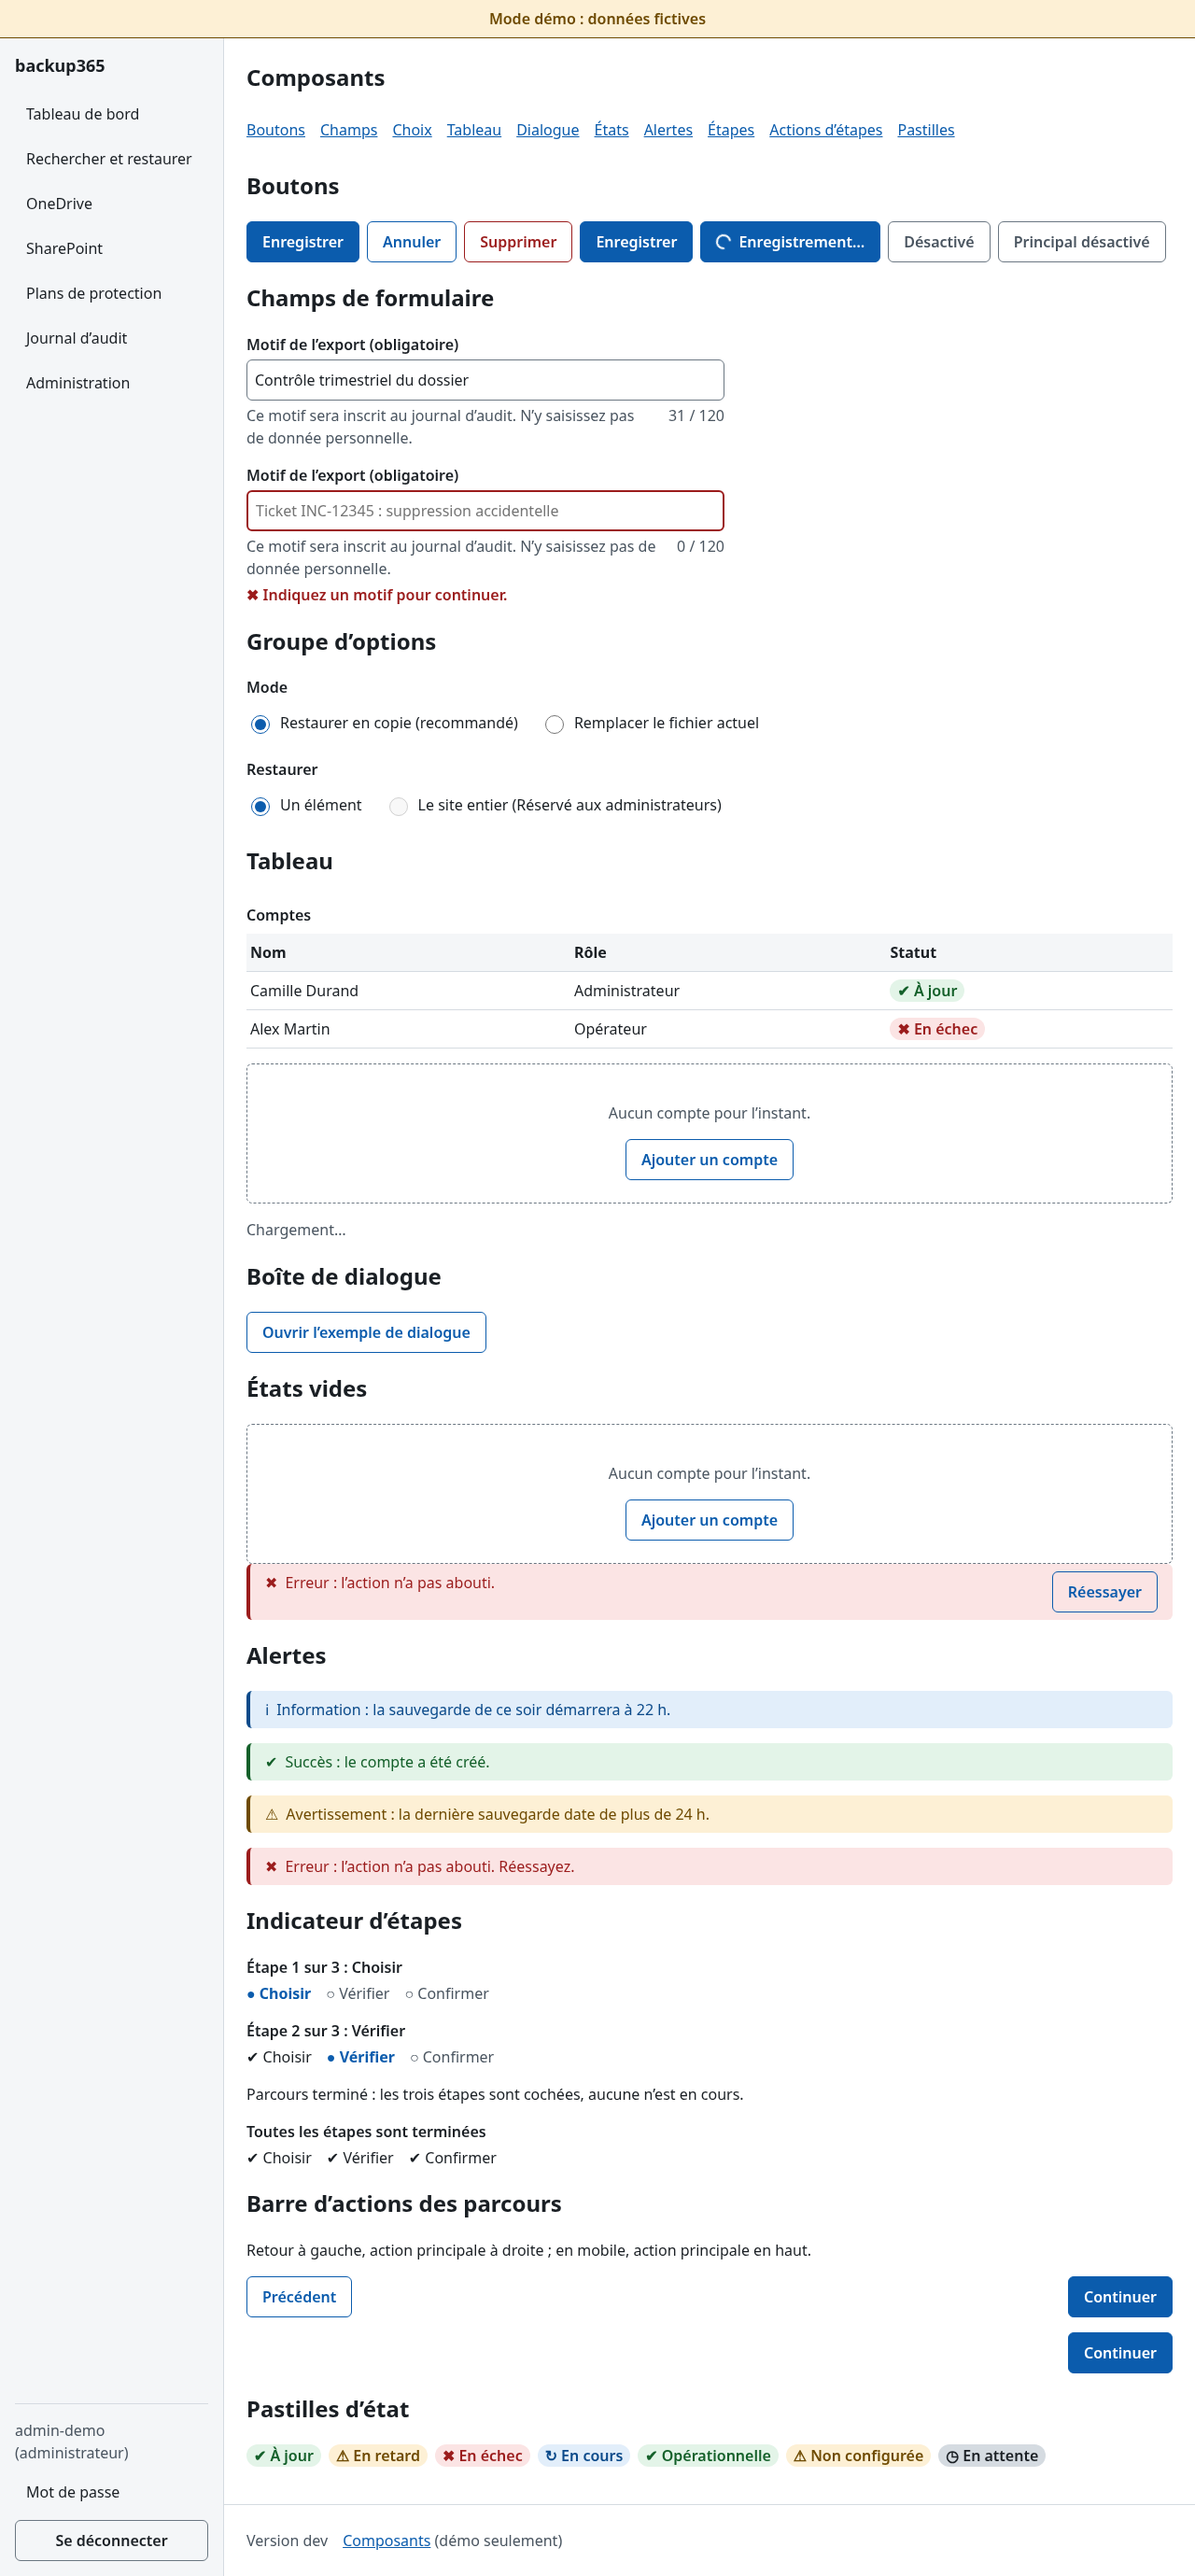 Mode démo : données fictives
backup365
Tableau de bord
Rechercher et restaurer
OneDrive
SharePoint
Plans de protection
Journal d’audit
Administration
admin-demo
(administrateur)
Mot de passe
Se déconnecter
Composants
Boutons Champs Choix Tableau Dialogue États Alertes Étapes Actions d’étapes Pastilles
Boutons
Enregistrer Annuler Supprimer Enregistrer Enregistrement… Désactivé Principal désactivé
Champs de formulaire
Motif de l’export (obligatoire)
Contrôle trimestriel du dossier
Ce motif sera inscrit au journal d’audit. N’y saisissez pas 31 / 120
de donnée personnelle.
Motif de l’export (obligatoire)
Ticket INC-12345 : suppression accidentelle
Ce motif sera inscrit au journal d’audit. N’y saisissez pas de 0 / 120
donnée personnelle.
✖ Indiquez un motif pour continuer.
Groupe d’options
Mode
Restaurer en copie (recommandé) Remplacer le fichier actuel
Restaurer
Un élément Le site entier (Réservé aux administrateurs)
Tableau
Comptes
Nom Rôle Statut
Camille Durand Administrateur ✔ À jour
Alex Martin Opérateur ✖ En échec
Aucun compte pour l’instant.
Ajouter un compte
Chargement…
Boîte de dialogue
Ouvrir l’exemple de dialogue
États vides
Aucun compte pour l’instant.
Ajouter un compte
✖ Erreur : l’action n’a pas abouti. Réessayer
Alertes
i Information : la sauvegarde de ce soir démarrera à 22 h.
✔ Succès : le compte a été créé.
⚠ Avertissement : la dernière sauvegarde date de plus de 24 h.
✖ Erreur : l’action n’a pas abouti. Réessayez.
Indicateur d’étapes
Étape 1 sur 3 : Choisir
● Choisir ○ Vérifier ○ Confirmer
Étape 2 sur 3 : Vérifier
✔ Choisir ● Vérifier ○ Confirmer
Parcours terminé : les trois étapes sont cochées, aucune n’est en cours.
Toutes les étapes sont terminées
✔ Choisir ✔ Vérifier ✔ Confirmer
Barre d’actions des parcours
Retour à gauche, action principale à droite ; en mobile, action principale en haut.
Précédent Continuer
Continuer
Pastilles d’état
✔ À jour ⚠ En retard ✖ En échec ↻ En cours ✔ Opérationnelle ⚠ Non configurée ◷ En attente
Version dev Composants (démo seulement)